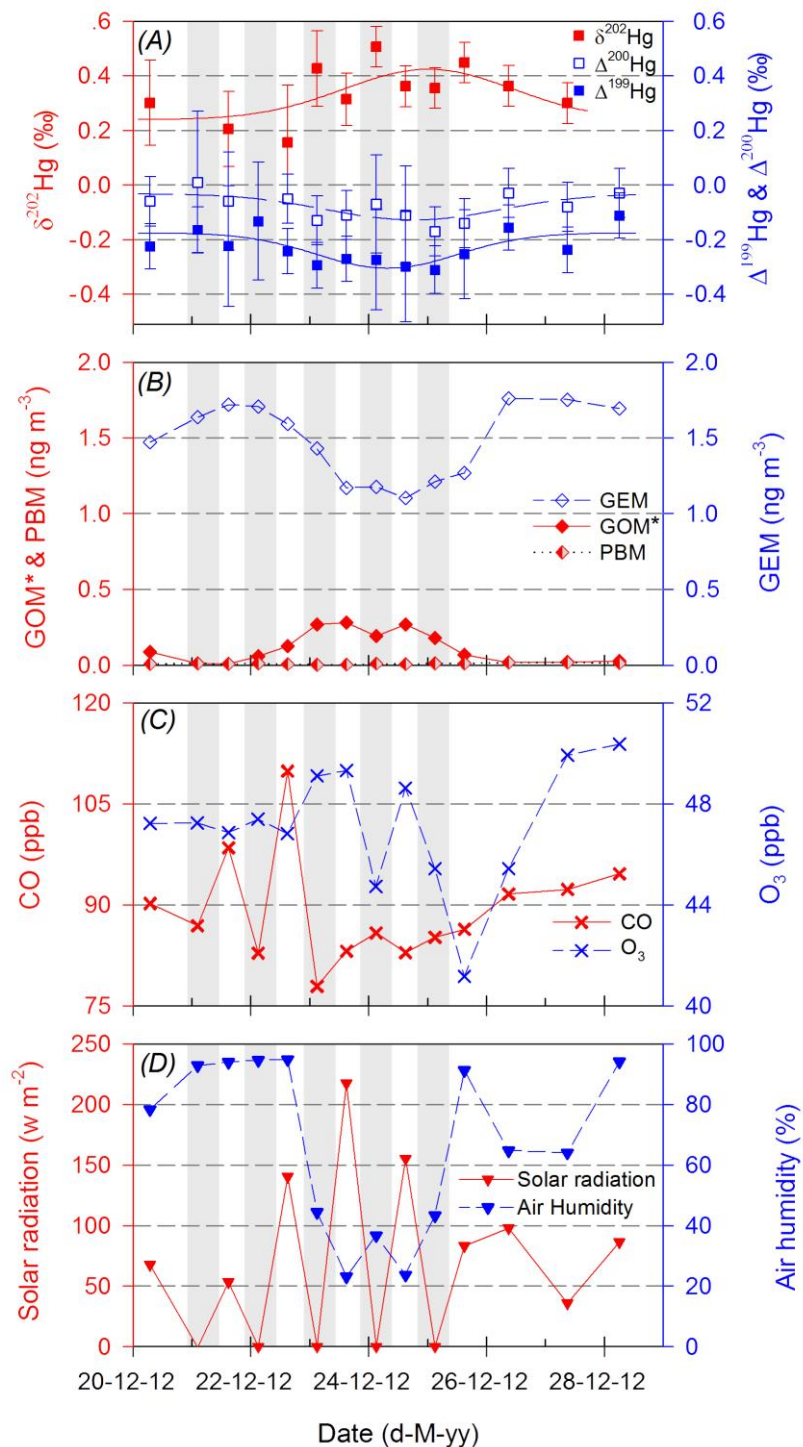 (A)
.6
0.4
0.2
0.0
-0.2
-0.4
δ²⁰²Hg (‰)
δ²⁰²Hg
Δ²⁰⁰Hg
Δ¹⁹⁹Hg
.6
0.4
0.2
0.0
-0.2
-0.4
Δ¹⁹⁹Hg & Δ²⁰⁰Hg (‰)
(B)
2.0
1.5
1.0
0.5
0.0
GOM* & PBM (ng m⁻³)
GEM
GOM*
PBM
2.0
1.5
1.0
0.5
0.0
GEM (ng m⁻³)
(C)
120
105
90
75
CO (ppb)
CO
O₃
52
48
44
40
O₃ (ppb)
(D)
250
200
150
100
50
0
Solar radiation (w m⁻²)
Solar radiation
Air Humidity
100
80
60
40
20
0
Air humidity (%)
20-12-12 22-12-12 24-12-12 26-12-12 28-12-12
Date (d-M-yy)